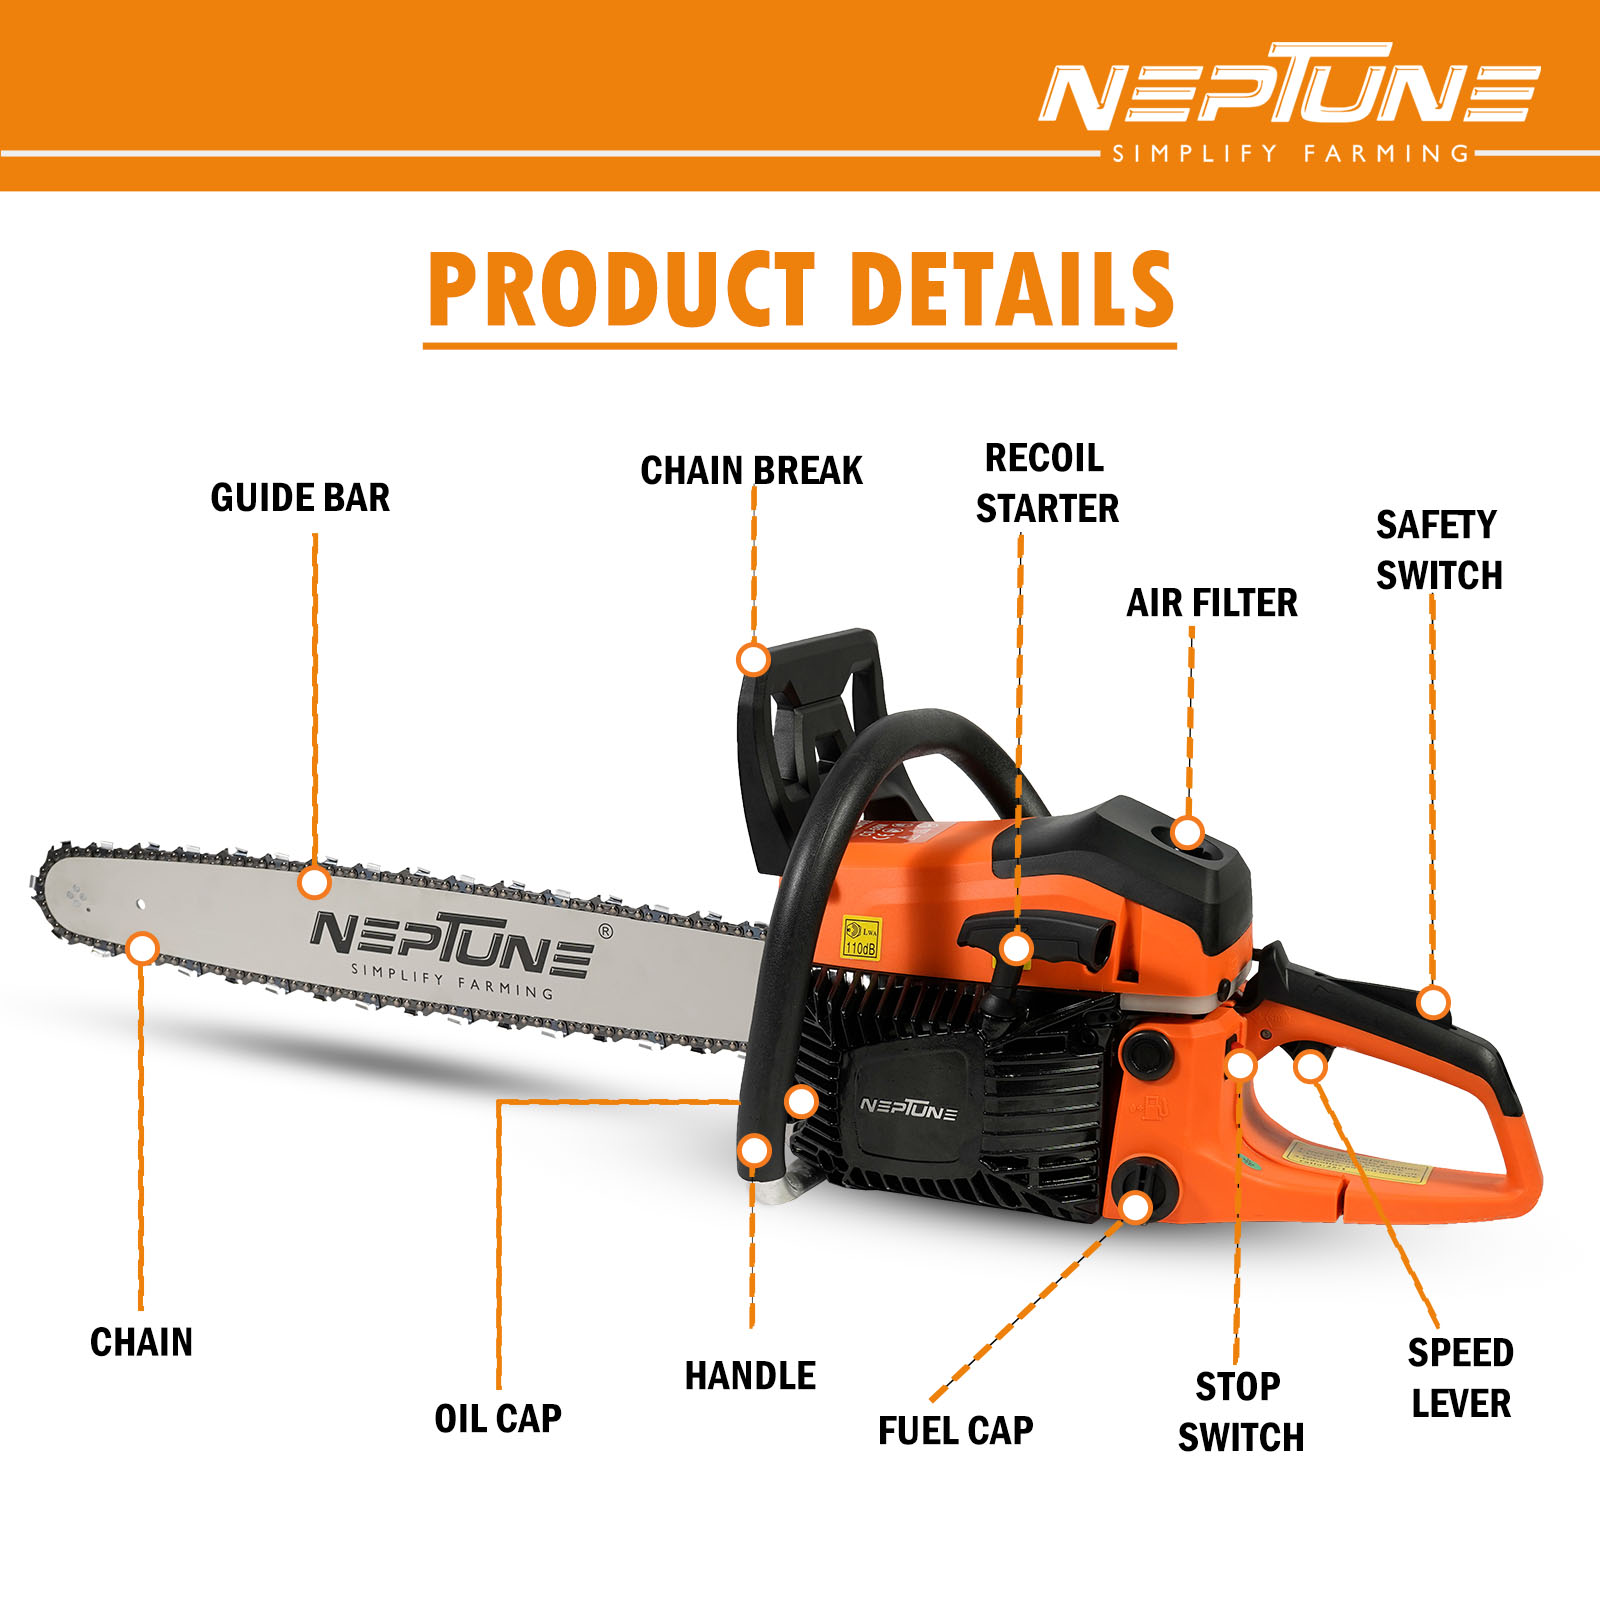 NEPTUNE
SIMPLIFY FARMING
PRODUCT DETAILS
GUIDE BAR
CHAIN BREAK
RECOIL
STARTER
AIR FILTER
SAFETY
SWITCH
NEPTUNE ®
SIMPLIFY FARMING
LWA
110dB
NEPTUNE
CHAIN
OIL CAP
HANDLE
FUEL CAP
STOP
SWITCH
SPEED
LEVER